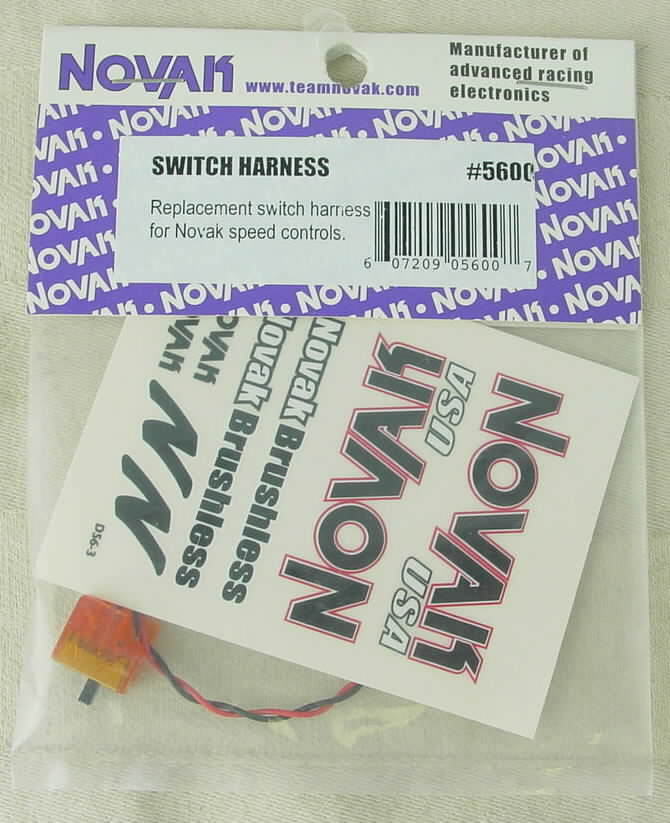 NOVAK
www.teamnovak.com
Manufacturer of
advanced racing
electronics
SWITCH HARNESS
#5600
Replacement switch harness
for Novak speed controls.
6 07209 05600 7
NOVAK
NOVAK
Novak Brushless
Novak Brushless
NOVAK
USA
NOVAK
USA
DS6-3